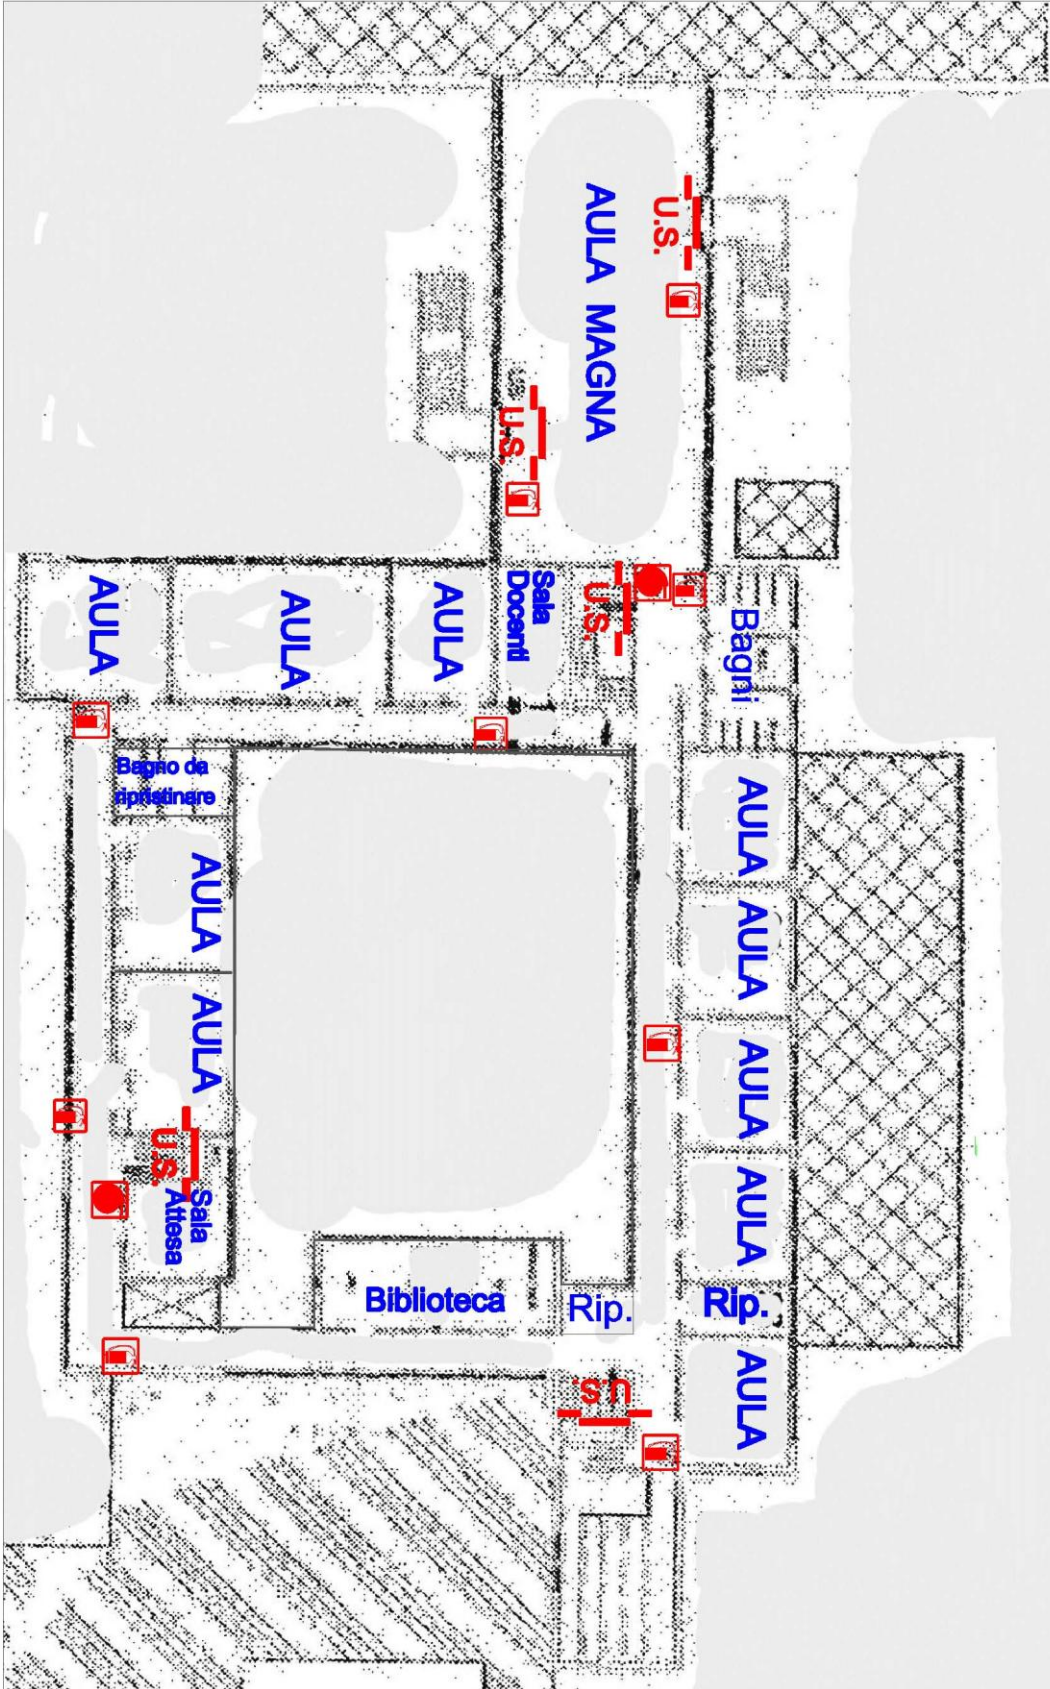 AULA MAGNA
U.S.
U.S.
U.S.
Sala
Docenti
Bagni
AULA
AULA
AULA
Bagno da
ripristinare
AULA
AULA
AULA
AULA
AULA
AULA
U.S.
Sala
Attesa
Biblioteca
Rip.
Rip.
AULA
U.S.